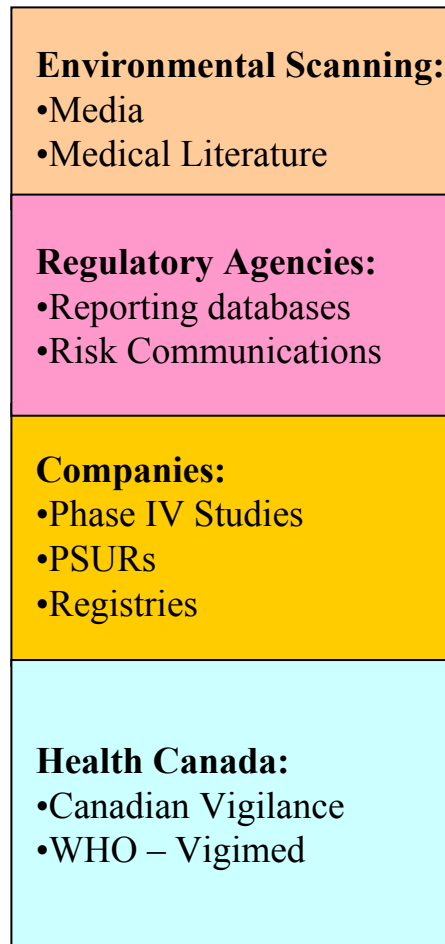 Environmental Scanning:
•Media
•Medical Literature
Regulatory Agencies:
•Reporting databases
•Risk Communications
Companies:
•Phase IV Studies
•PSURs
•Registries
Health Canada:
•Canadian Vigilance
•WHO – Vigimed